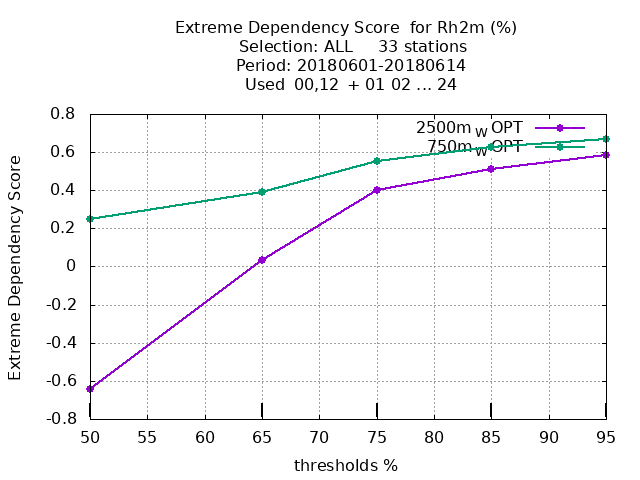 Extreme Dependency Score for Rh2m (%)
Selection: ALL 33 stations
Period: 20180601-20180614
Used 00,12 + 01 02 ... 24
2500m W OPT
750m W OPT
0.8
0.6
0.4
0.2
0
-0.2
-0.4
-0.6
-0.8
Extreme Dependency Score
50 55 60 65 70 75 80 85 90 95
thresholds %